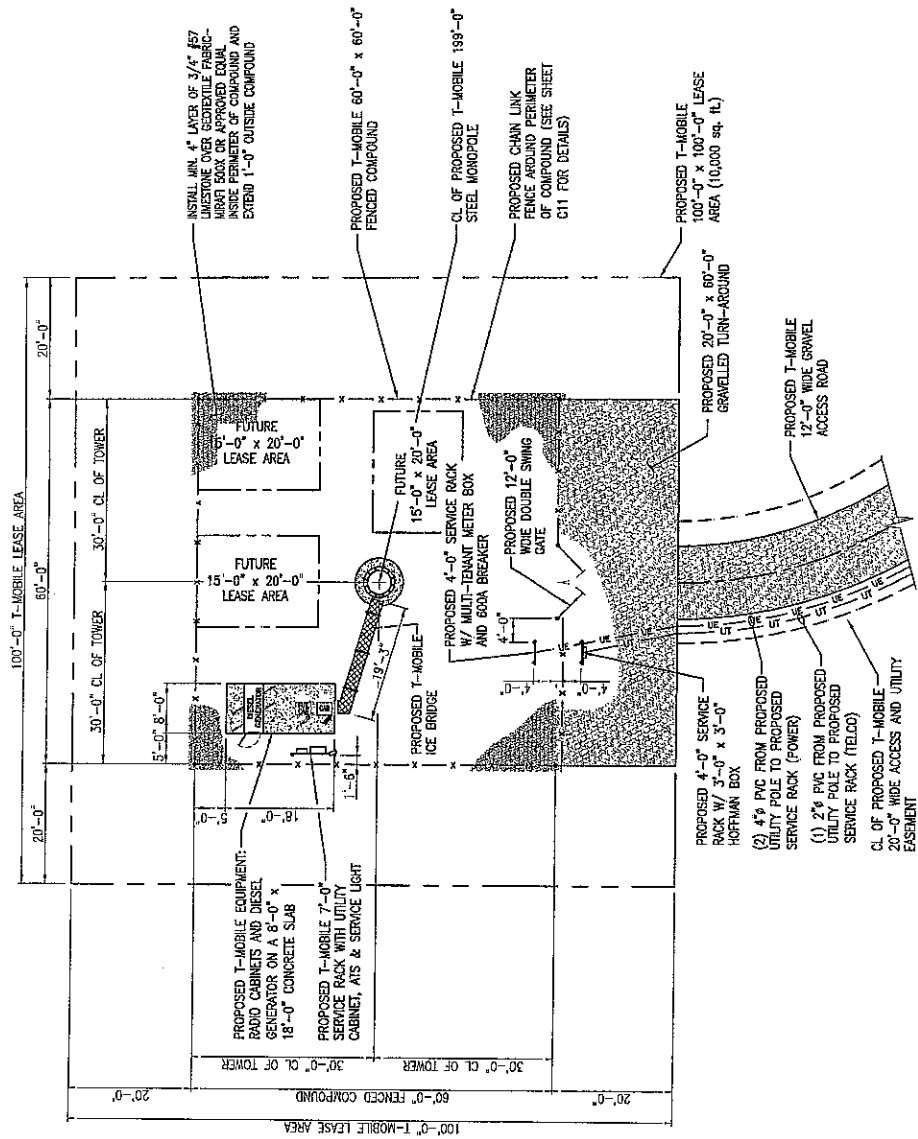 INSTALL MIN. 4" LAYER OF 3/4" #57
LIMESTONE OVER GEOTEXTILE FABRIC-
MIRAFI 500X OR APPROVED EQUAL
INSIDE PERIMETER OF COMPOUND AND
EXTEND 1'-0" OUTSIDE COMPOUND
PROPOSED T-MOBILE 60'-0" x 60'-0"
FENCED COMPOUND
CL OF PROPOSED T-MOBILE 199'-0"
STEEL MONOPOLE
PROPOSED CHAIN LINK
FENCE AROUND PERIMETER
OF COMPOUND (SEE SHEET
C11 FOR DETAILS)
PROPOSED T-MOBILE
100'-0" x 100'-0" LEASE
AREA (10,000 sq. ft.)
100'-0" T-MOBILE LEASE AREA
60'-0"
20'-0"
30'-0" CL OF TOWER
30'-0" CL OF TOWER
20'-0"
FUTURE
15'-0" x 20'-0"
LEASE AREA
FUTURE
5'-0" x 20'-0"
LEASE AREA
FUTURE
15'-0" x 20'-0"
LEASE AREA
5'-0"
8'-0"
5'-0"
18'-0"
1'-6"
DIESEL
GENERATOR
19'-3"
PROPOSED T-MOBILE
ICE BRIDGE
PROPOSED 4'-0" SERVICE RACK
W/ MULTI-TENANT METER BOX
AND 600A BREAKER
PROPOSED 12'-0"
WIDE DOUBLE SWING
GATE
4'-0"
4'-0"
4'-0"
PROPOSED 20'-0" x 60'-0"
GRAVELLED TURN-AROUND
PROPOSED T-MOBILE
12'-0" WIDE GRAVEL
ACCESS ROAD
UE
UE
UT
UE
UT
UE
UT
UE
UT
PROPOSED T-MOBILE EQUIPMENT:
RADIO CABINETS AND DIESEL
GENERATOR ON A 8'-0" x
18'-0" CONCRETE SLAB
PROPOSED T-MOBILE 7'-0"
SERVICE RACK WITH UTILITY
CABINET, ATS & SERVICE LIGHT
PROPOSED 4'-0" SERVICE
RACK W/ 3'-0" x 3'-0"
HOFFMAN BOX
(2) 4"ø PVC FROM PROPOSED
UTILITY POLE TO PROPOSED
SERVICE RACK (POWER)
(1) 2"ø PVC FROM PROPOSED
UTILITY POLE TO PROPOSED
SERVICE RACK (TELCO)
CL OF PROPOSED T-MOBILE
20'-0" WIDE ACCESS AND UTILITY
EASEMENT
30'-0" CL OF TOWER
30'-0" CL OF TOWER
20'-0"
60'-0" FENCED COMPOUND
20'-0"
100'-0" T-MOBILE LEASE AREA